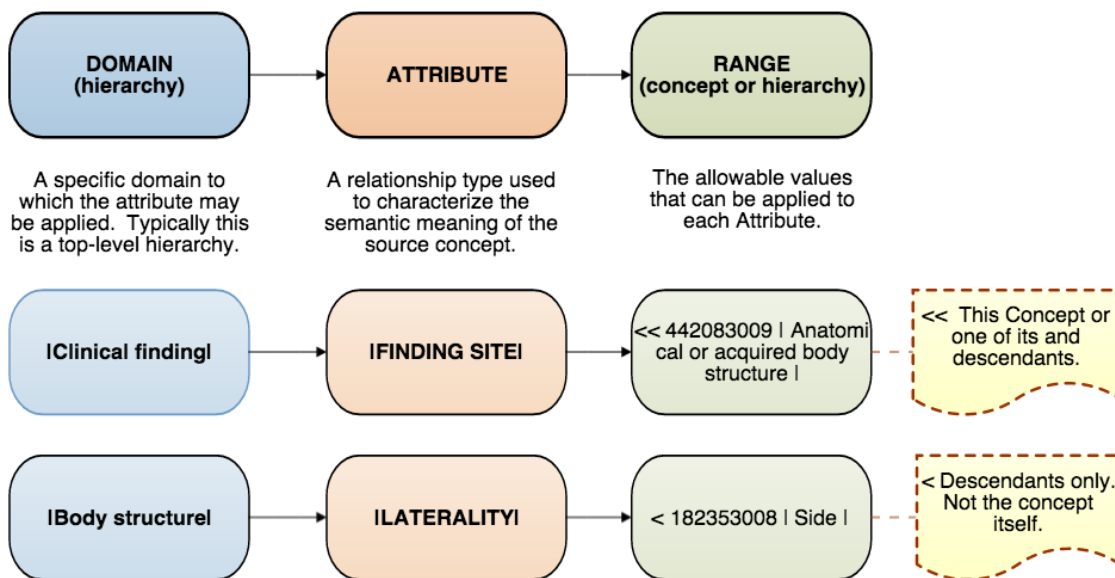 DOMAIN
(hierarchy)
ATTRIBUTE
RANGE
(concept or hierarchy)
A specific domain to
which the attribute may
be applied.  Typically this
is a top-level hierarchy.
A relationship type used
to characterize the
semantic meaning of the
source concept.
The allowable values
that can be applied to
each Attribute.
|Clinical finding|
|FINDING SITE|
<< 442083009 | Anatomi
cal or acquired body
structure |
<<  This Concept or
one of its and
descendants.
|Body structure|
|LATERALITY|
< 182353008 | Side |
< Descendants only.
Not the concept
itself.